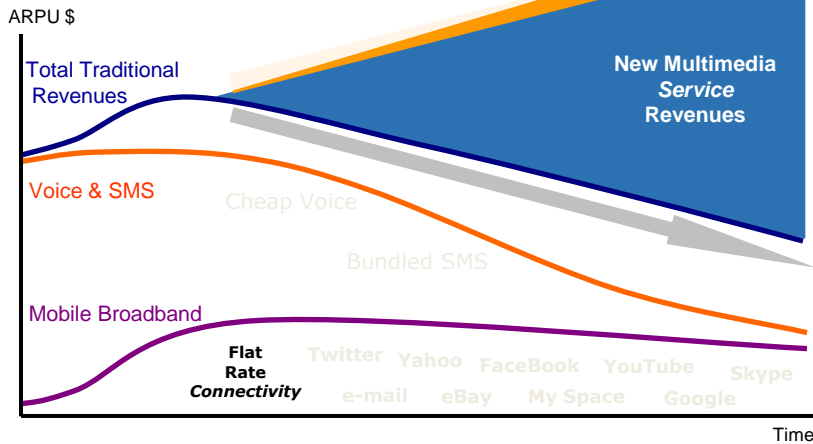 ARPU $
Total Traditional
Revenues
New Multimedia
Service
Revenues
Voice & SMS
Cheap Voice
Bundled SMS
Mobile Broadband
Flat
Rate
Connectivity
Twitter Yahoo FaceBook YouTube Skype
e-mail eBay My Space Google
Time